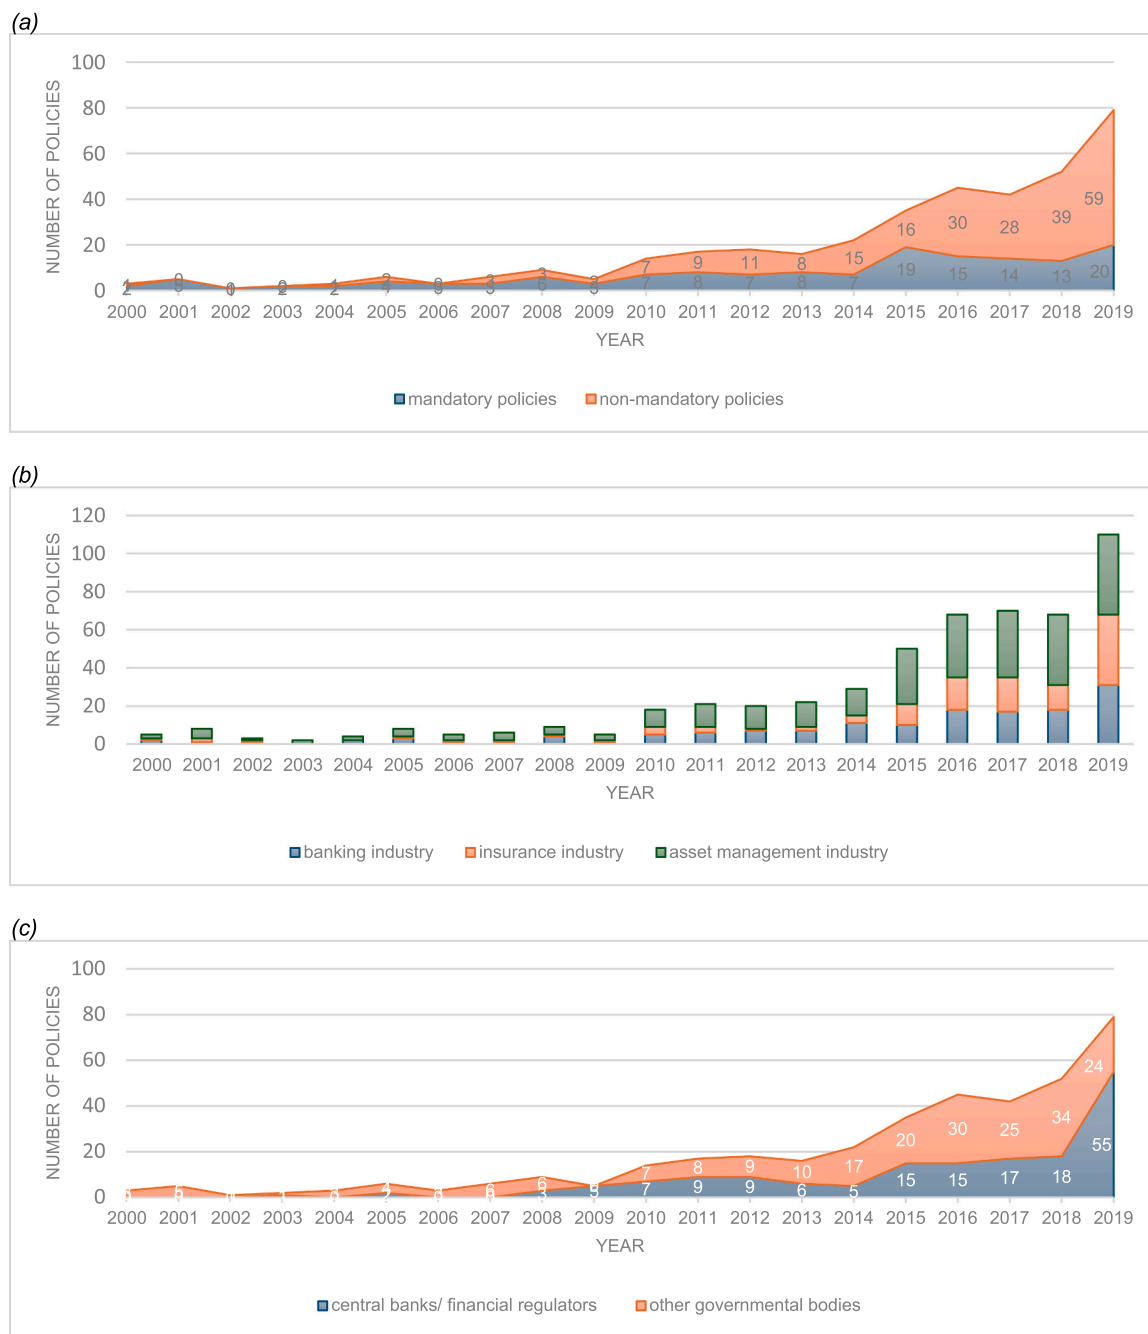 (a)
100
80
60
40
20
0
NUMBER OF POLICIES
59
39
30
28
16
15
11
9
8
7
20
19
15
14
13
7
8
7
8
7
2000 2001 2002 2003 2004 2005 2006 2007 2008 2009 2010 2011 2012 2013 2014 2015 2016 2017 2018 2019
YEAR
mandatory policies non-mandatory policies
(b)
120
100
80
60
40
20
0
NUMBER OF POLICIES
2000 2001 2002 2003 2004 2005 2006 2007 2008 2009 2010 2011 2012 2013 2014 2015 2016 2017 2018 2019
YEAR
banking industry insurance industry asset management industry
(c)
100
80
60
40
20
0
NUMBER OF POLICIES
7 8 9 10 17 20 30 25 34 24
7 9 9 6 5 15 15 17 18 55
2000 2001 2002 2003 2004 2005 2006 2007 2008 2009 2010 2011 2012 2013 2014 2015 2016 2017 2018 2019
YEAR
central banks/ financial regulators other governmental bodies